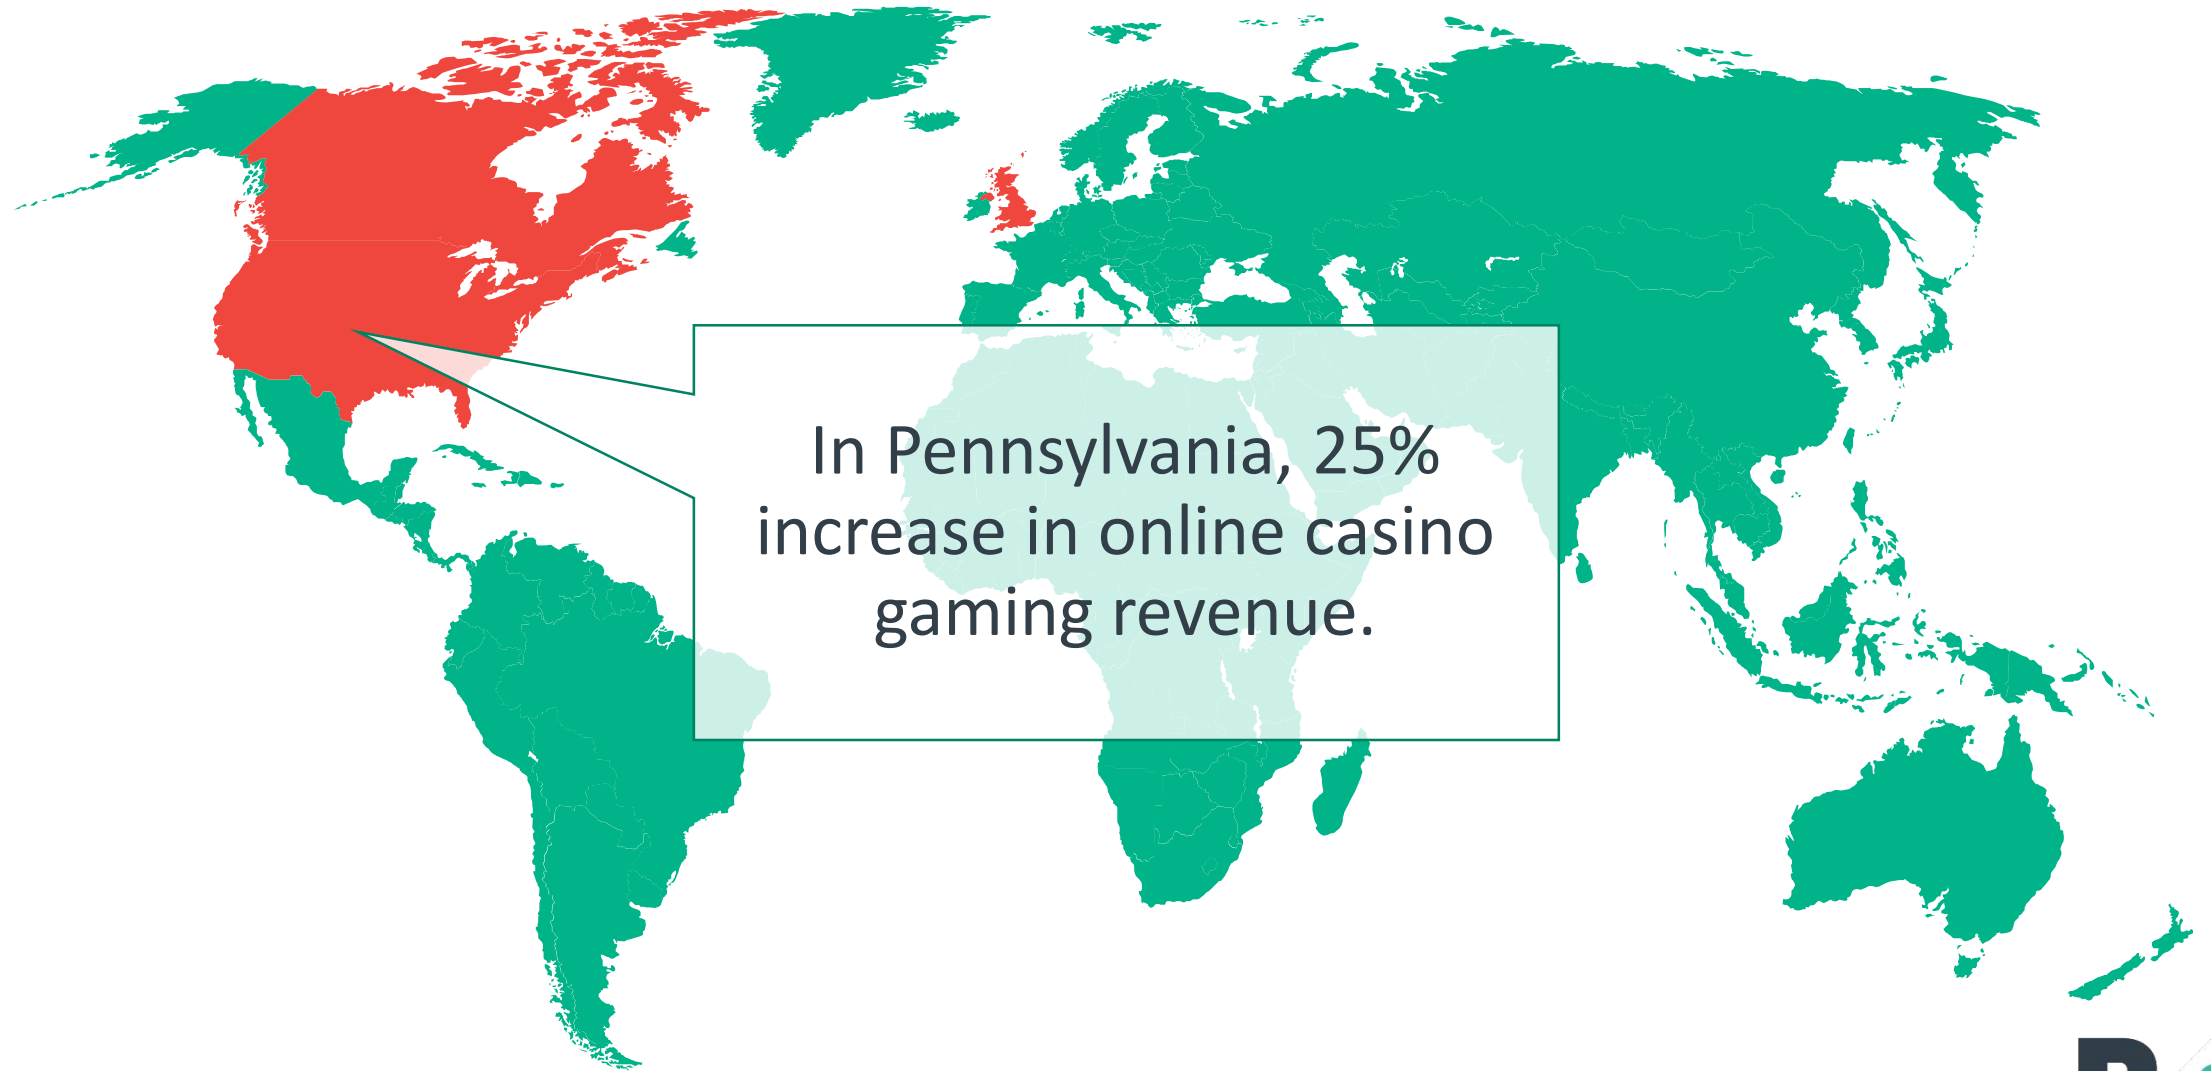 In Pennsylvania, 25%
increase in online casino
gaming revenue.